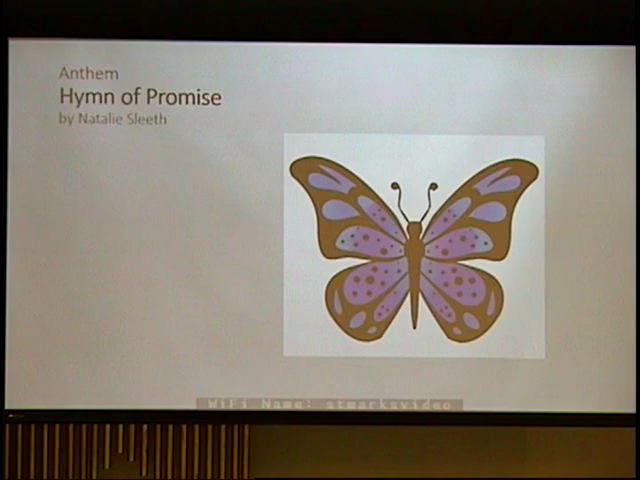 Anthem
Hymn of Promise
by Natalie Sleeth
WiFi Name: stmarksvideo